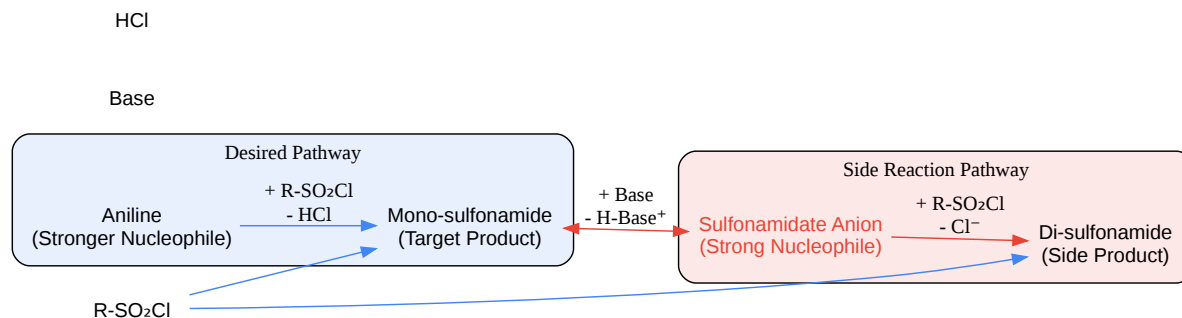 HCl
Base
Desired Pathway
+ R-SO₂Cl
- HCl
Aniline
(Stronger Nucleophile)
Mono-sulfonamide
(Target Product)
+ Base
- H-Base⁺
Side Reaction Pathway
+ R-SO₂Cl
- Cl⁻
Sulfonamidate Anion
(Strong Nucleophile)
Di-sulfonamide
(Side Product)
R-SO₂Cl